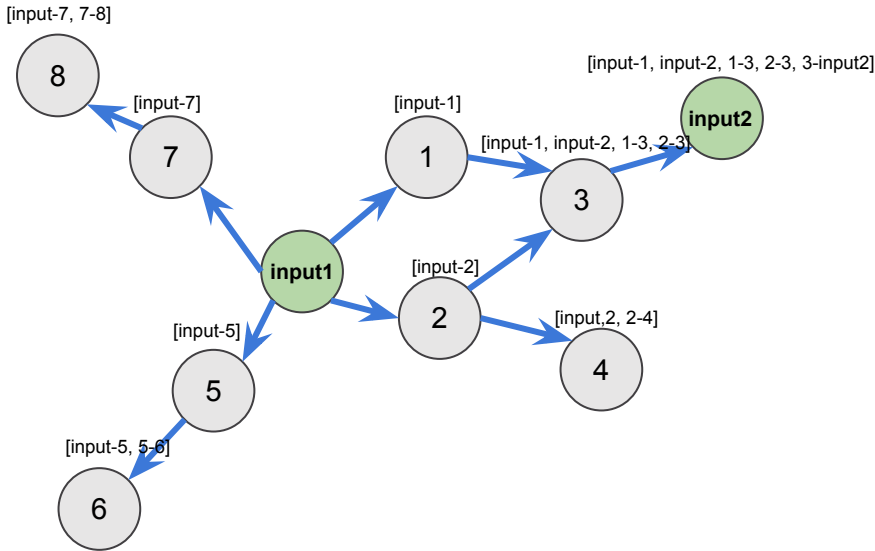 [input-7, 7-8]
8
[input-1, input-2, 1-3, 2-3, 3-input2]
input2
[input-7]
7
[input-1]
1
[input-1, input-2, 1-3, 2-3]
3
input1
[input-2]
2
[input,2, 2-4]
4
[input-5]
5
[input-5, 5-6]
6